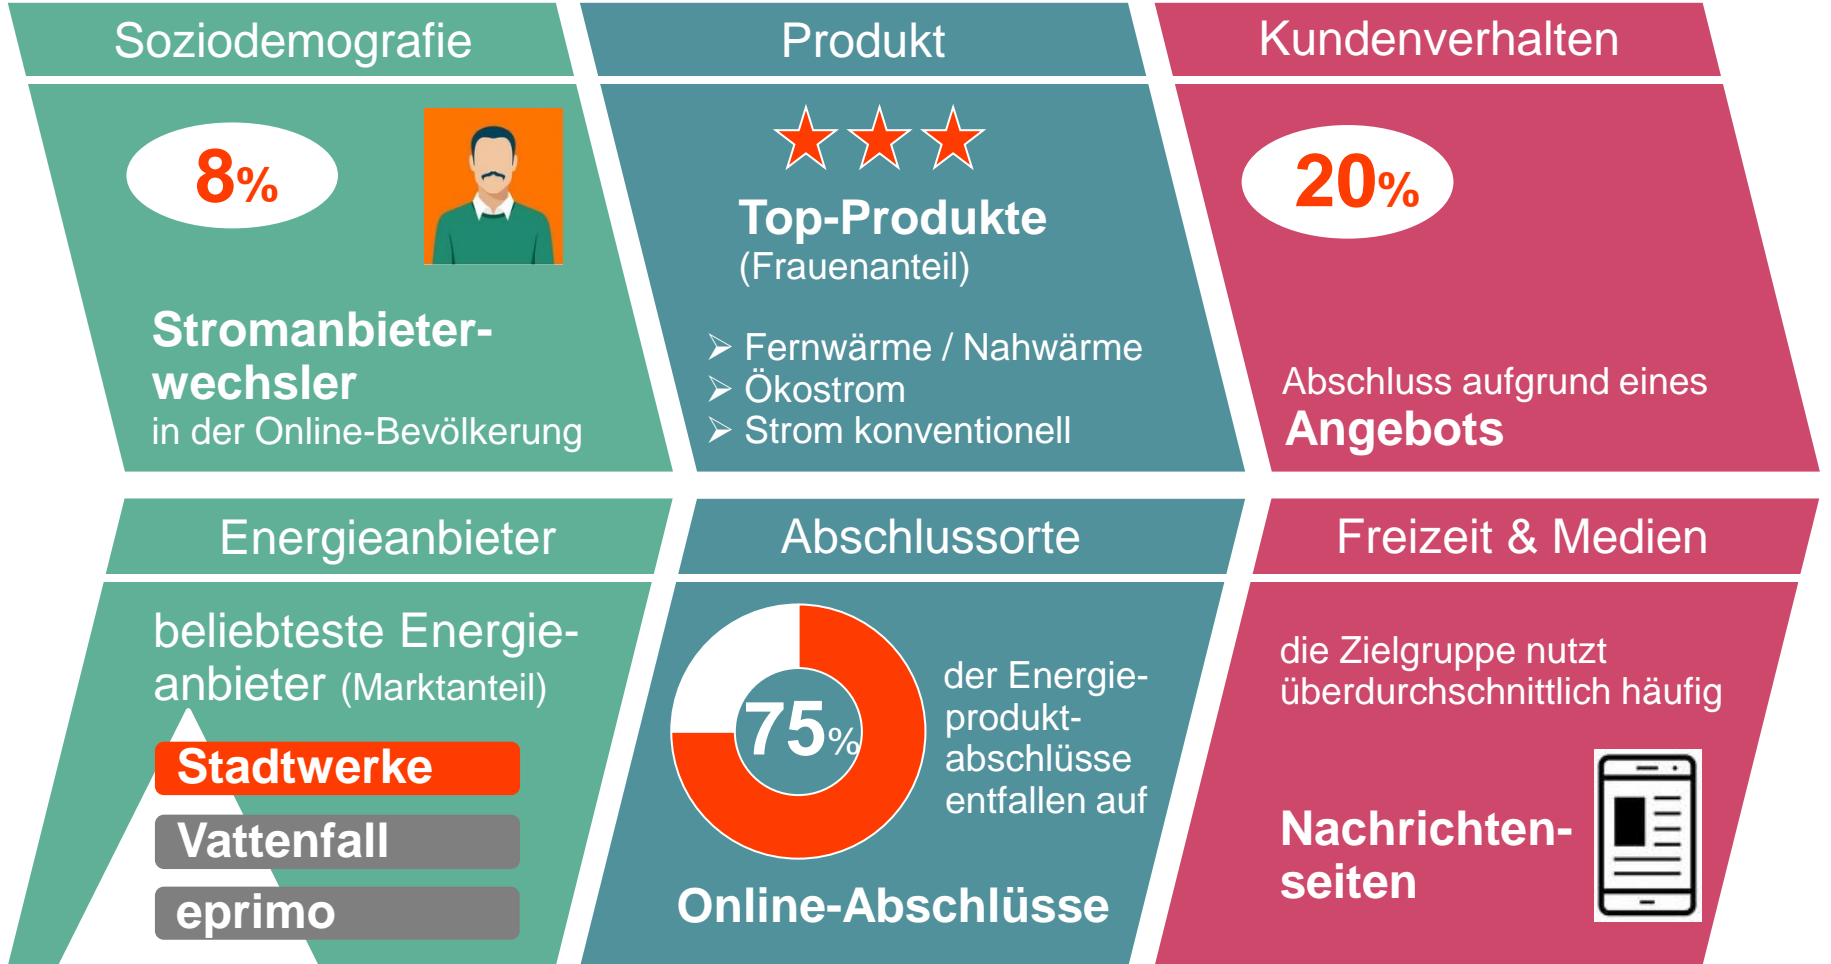 Soziodemografie
8%
Stromanbieter-
wechsler
in der Online-Bevölkerung
Produkt
Top-Produkte
(Frauenanteil)
Fernwärme / Nahwärme
Ökostrom
Strom konventionell
Kundenverhalten
20%
Abschluss aufgrund eines
Angebots
Energieanbieter
beliebteste Energie-
anbieter (Marktanteil)
Stadtwerke
Vattenfall
eprimo
Abschlussorte
75%
der Energie-
produkt-
abschlüsse
entfallen auf
Online-Abschlüsse
Freizeit & Medien
die Zielgruppe nutzt
überdurchschnittlich häufig
Nachrichten-
seiten